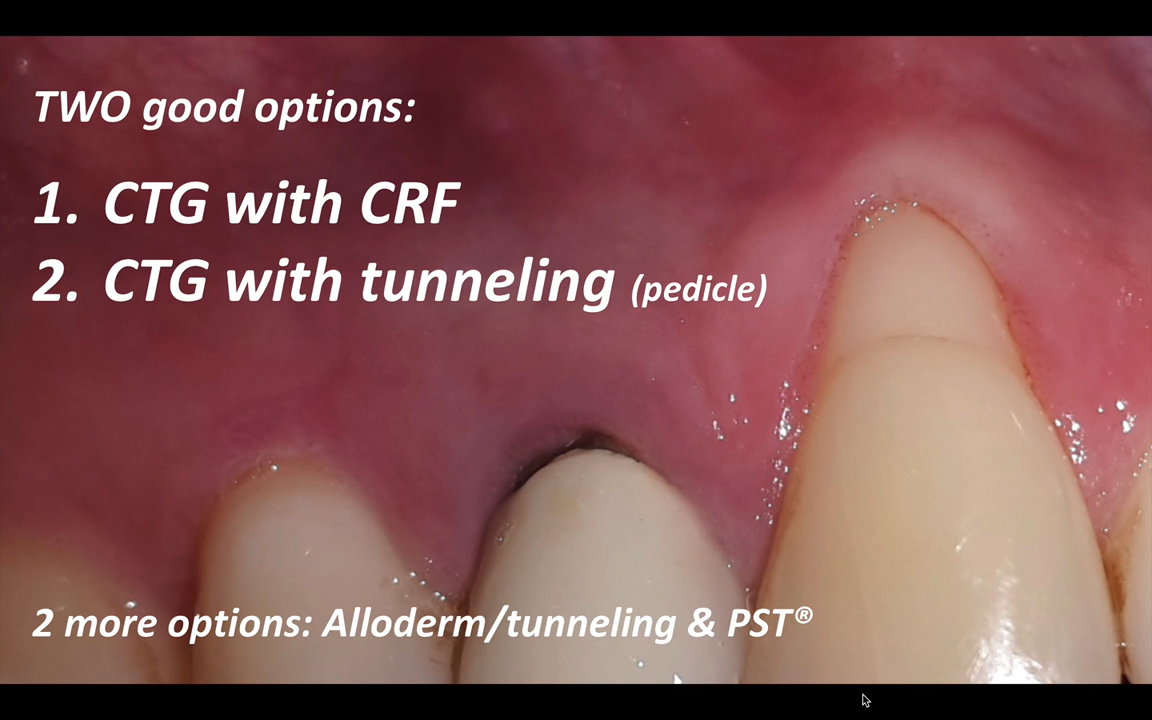 TWO good options:
1. CTG with CRF
2. CTG with tunneling (pedicle)
2 more options: Alloderm/tunneling & PST®